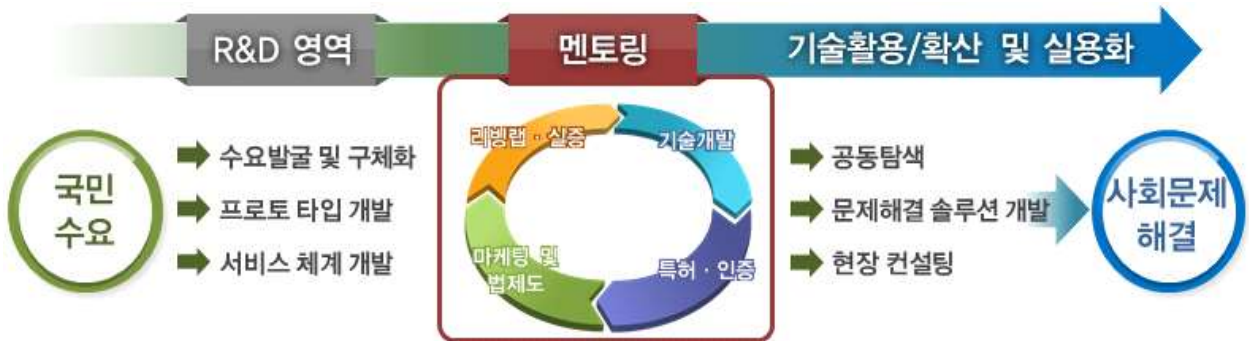 R&D 영역
멘토링
기술활용/확산 및 실용화
국민
수요
수요발굴 및 구체화
프로토 타입 개발
서비스 체계 개발
리빙랩·실증
기술개발
마케팅 및
법제도
특허·인증
공동탐색
문제해결 솔루션 개발
현장 컨설팅
사회문제
해결